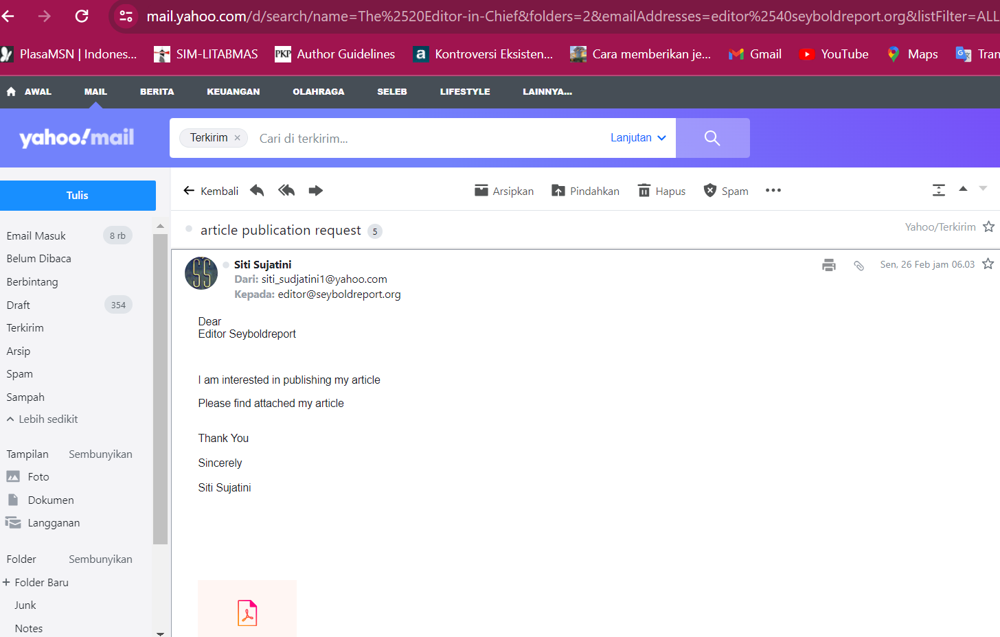 mail.yahoo.com/d/search/name=The%2520Editor-in-Chief&folders=2&emailAddresses=editor%2540seyboldreport.org&listFilter=ALL
PlasaMSN | Indones... SIM-LITABMAS PKP Author Guidelines a Kontroversi Eksisten... Cara memberikan je... Gmail YouTube Maps Tran
AWAL MAIL BERITA KEUANGAN OLAHRAGA SELEB LIFESTYLE LAINNYA...
yahoo!mail
Terkirim × Cari di terkirim... Lanjutan
Tulis
Kembali Arsipkan Pindahkan Hapus Spam
article publication request 5 Yahoo/Terkirim
Email Masuk 8 rb
Belum Dibaca
Berbintang
Draft 354
Terkirim
Arsip
Spam
Sampah
Lebih sedikit
Tampilan Sembunyikan
Foto
Dokumen
Langganan
Folder Sembunyikan
+ Folder Baru
Junk
Notes
SS
Siti Sujatini Sen, 26 Feb jam 06.03
Dari: siti_sudjatini1@yahoo.com
Kepada: editor@seyboldreport.org
Dear
Editor Seyboldreport
I am interested in publishing my article
Please find attached my article
Thank You
Sincerely
Siti Sujatini